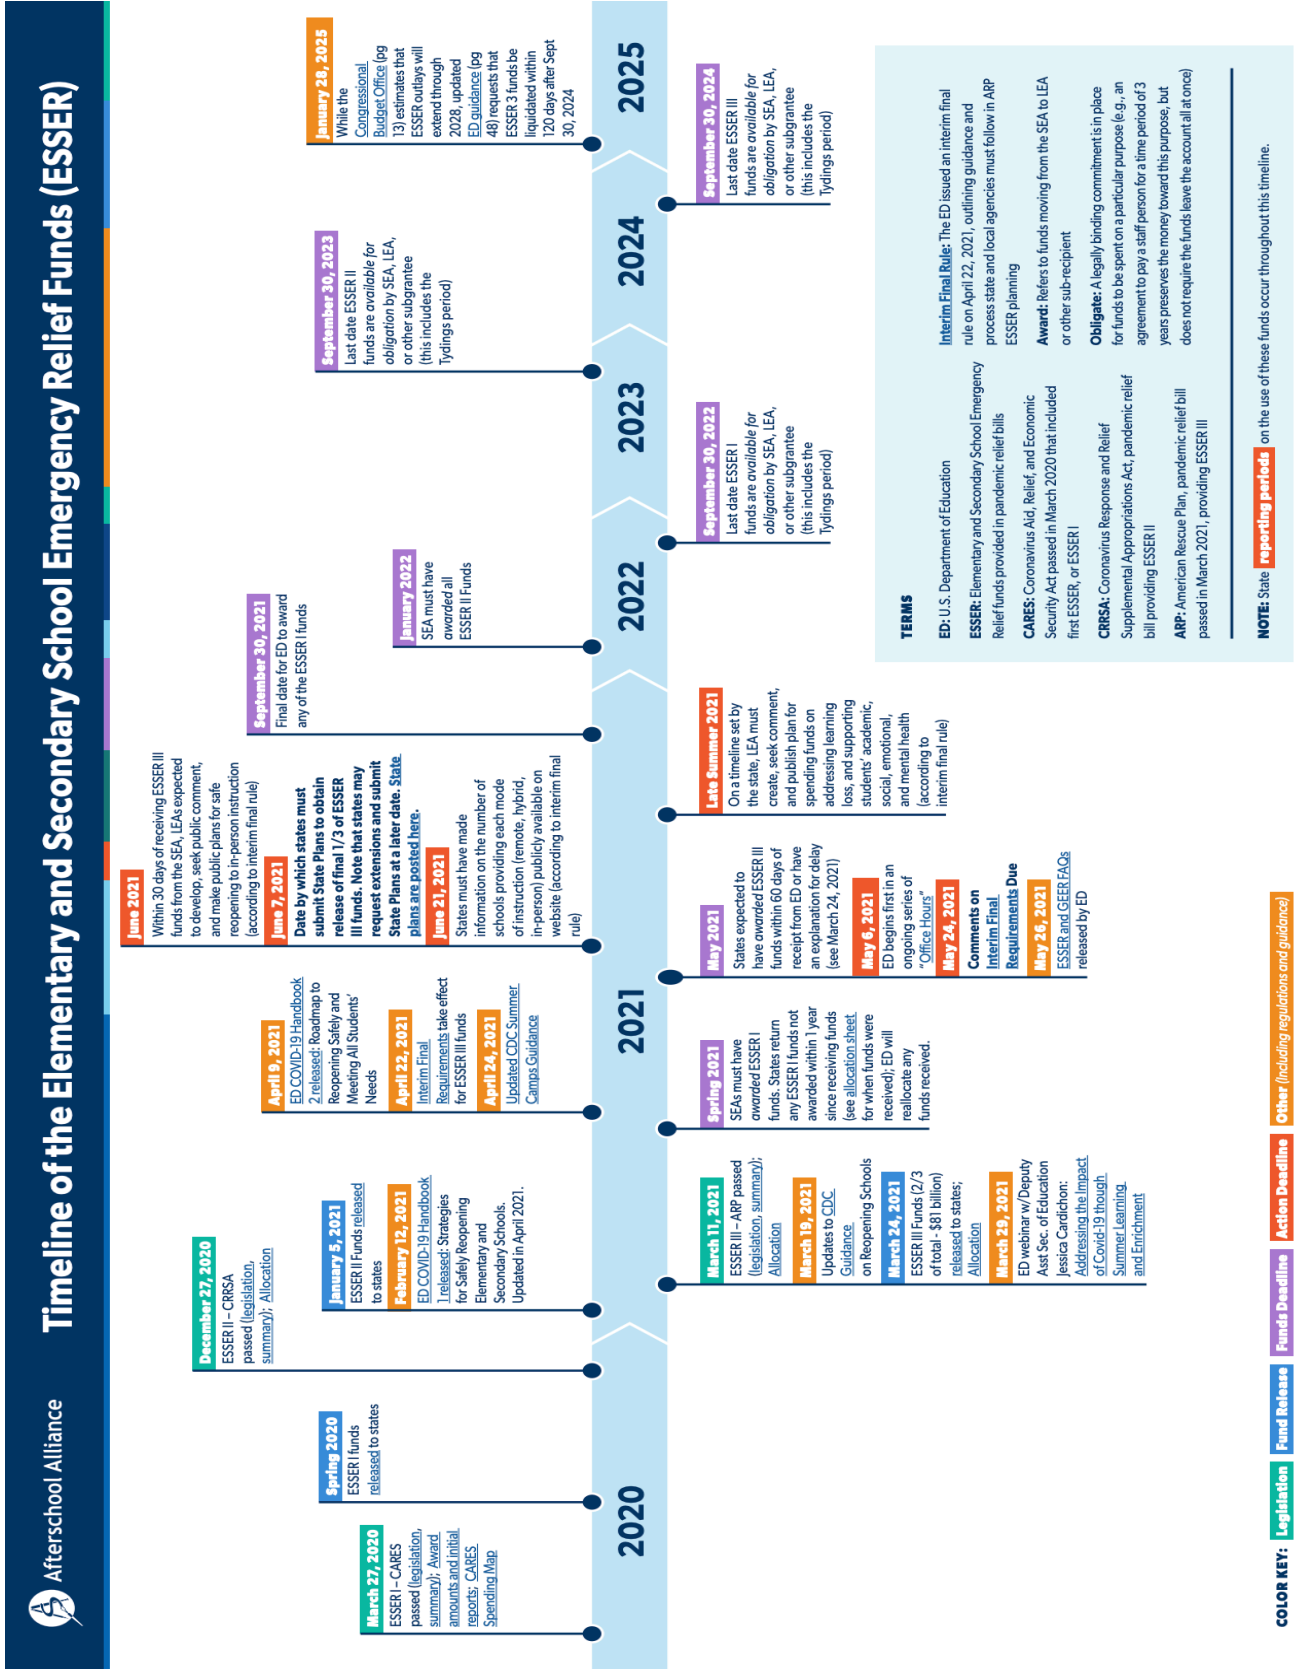 Afterschool Alliance
Timeline of the Elementary and Secondary School Emergency Relief Funds (ESSER)
March 27, 2020
ESSER I – CARES
passed (legislation,
summary); Award
amounts and initial
reports; CARES
Spending Map
Spring 2020
ESSER I funds
released to states
December 27, 2020
ESSER II – CRRSA
passed (legislation,
summary); Allocation
January 5, 2021
ESSER II Funds released
to states
February 12, 2021
ED COVID-19 Handbook
1 released: Strategies
for Safely Reopening
Elementary and
Secondary Schools.
Updated in April 2021.
April 9, 2021
ED COVID-19 Handbook
2 released: Roadmap to
Reopening Safely and
Meeting All Students’
Needs
April 22, 2021
Interim Final
Requirements take effect
for ESSER III funds
April 24, 2021
Updated CDC Summer
Camps Guidance
June 2021
Within 30 days of receiving ESSER III
funds from the SEA, LEAs expected
to develop, seek public comment,
and make public plans for safe
reopening to in-person instruction
(according to interim final rule)
June 7, 2021
Date by which states must
submit State Plans to obtain
release of final 1/3 of ESSER
III funds. Note that states may
request extensions and submit
State Plans at a later date. State
plans are posted here.
June 21, 2021
States must have made
information on the number of
schools providing each mode
of instruction (remote, hybrid,
in-person) publicly available on
website (according to interim final
rule)
September 30, 2021
Final date for ED to award
any of the ESSER I funds
January 2022
SEA must have
awarded all
ESSER II Funds
September 30, 2023
Last date ESSER II
funds are available for
obligation by SEA, LEA,
or other subgrantee
(this includes the
Tydings period)
January 28, 2025
While the
Congressional
Budget Office (pg
13) estimates that
ESSER outlays will
extend through
2028, updated
ED guidance (pg
48) requests that
ESSER 3 funds be
liquidated within
120 days after Sept
30, 2024
2020
2021
2022
2023
2024
2025
March 11, 2021
ESSER III – ARP passed
(legislation, summary);
Allocation
March 19, 2021
Updates to CDC
Guidance
on Reopening Schools
March 24, 2021
ESSER III Funds (2/3
of total - $81 billion)
released to states;
Allocation
March 29, 2021
ED webinar w/Deputy
Asst Sec. of Education
Jessica Cardichon:
Addressing the Impact
of Covid-19 though
Summer Learning
and Enrichment
Spring 2021
SEAs must have
awarded ESSER I
funds. States return
any ESSER I funds not
awarded within 1 year
since receiving funds
(see allocation sheet
for when funds were
received); ED will
reallocate any
funds received.
May 2021
States expected to
have awarded ESSER III
funds within 60 days of
receipt from ED or have
an explanation for delay
(see March 24, 2021)
May 6, 2021
ED begins first in an
ongoing series of
“Office Hours”
May 24, 2021
Comments on
Interim Final
Requirements Due
May 26, 2021
ESSER and GEER FAQs
released by ED
Late Summer 2021
On a timeline set by
the state, LEA must
create, seek comment,
and publish plan for
spending funds on
addressing learning
loss, and supporting
students’ academic,
social, emotional,
and mental health
(according to
interim final rule)
September 30, 2022
Last date ESSER I
funds are available for
obligation by SEA, LEA,
or other subgrantee
(this includes the
Tydings period)
September 30, 2024
Last date ESSER III
funds are available for
obligation by SEA, LEA,
or other subgrantee
(this includes the
Tydings period)
TERMS
ED: U.S. Department of Education
ESSER: Elementary and Secondary School Emergency
Relief funds provided in pandemic relief bills
CARES: Coronavirus Aid, Relief, and Economic
Security Act passed in March 2020 that included
first ESSER, or ESSER I
CRRSA: Coronavirus Response and Relief
Supplemental Appropriations Act, pandemic relief
bill providing ESSER II
ARP: American Rescue Plan, pandemic relief bill
passed in March 2021, providing ESSER III
Interim Final Rule: The ED issued an interim final
rule on April 22, 2021, outlining guidance and
process state and local agencies must follow in ARP
ESSER planning
Award: Refers to funds moving from the SEA to LEA
or other sub-recipient
Obligate: A legally binding commitment is in place
for funds to be spent on a particular purpose (e.g., an
agreement to pay a staff person for a time period of 3
years preserves the money toward this purpose, but
does not require the funds leave the account all at once)
NOTE: State reporting periods on the use of these funds occur throughout this timeline.
COLOR KEY: Legislation Fund Release Funds Deadline Action Deadline Other (Including regulations and guidance)